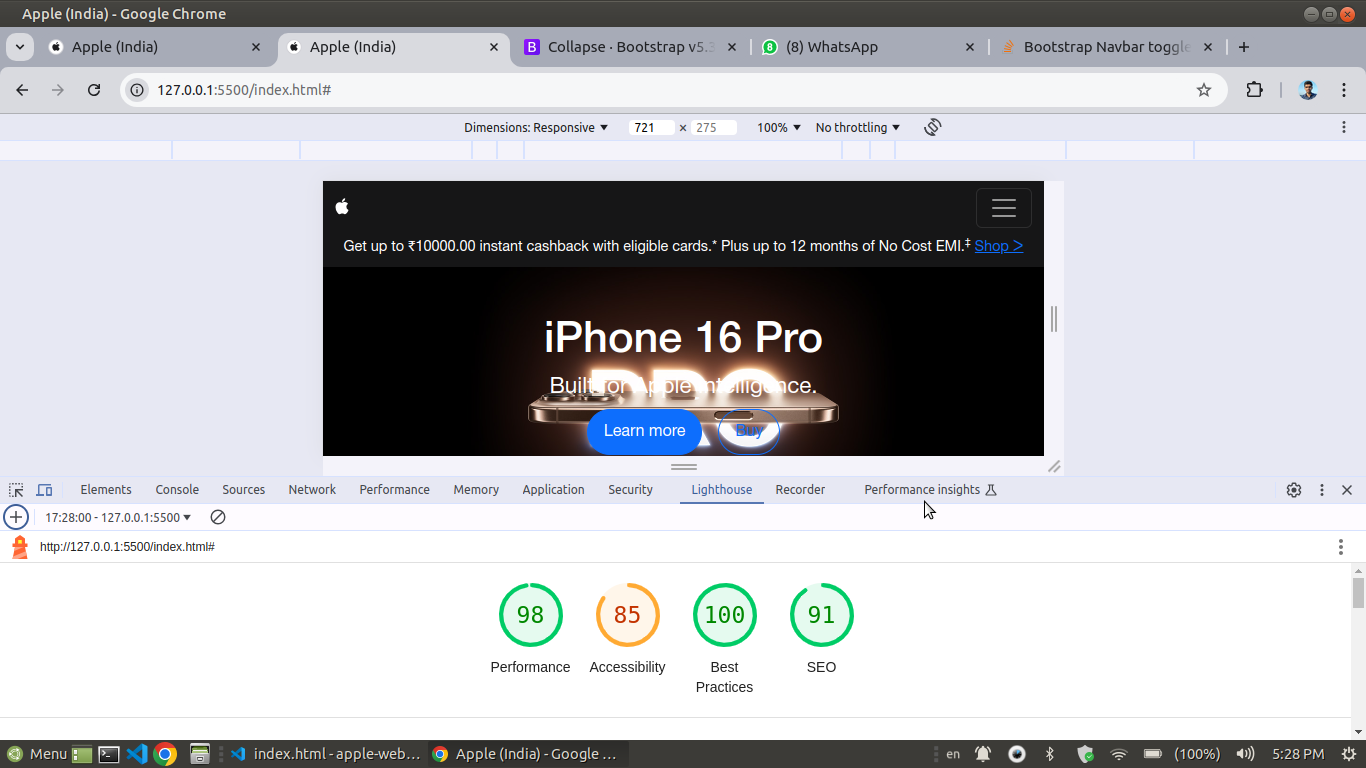 Apple (India) - Google Chrome
Apple (India)
Apple (India)
Collapse · Bootstrap v5.3
(8) WhatsApp
Bootstrap Navbar toggle
127.0.0.1:5500/index.html#
Dimensions: Responsive
721 × 275
100%
No throttling
Get up to ₹10000.00 instant cashback with eligible cards.* Plus up to 12 months of No Cost EMI.‡ Shop >
iPhone 16 Pro
Built for Apple Intelligence.
PRO
Learn more
Buy
Elements Console Sources Network Performance Memory Application Security Lighthouse Recorder Performance insights
17:28:00 - 127.0.0.1:5500
http://127.0.0.1:5500/index.html#
98 85 100 91
Performance Accessibility Best Practices SEO
Menu
index.html - apple-web...
Apple (India) - Google ...
en
(100%)
5:28 PM